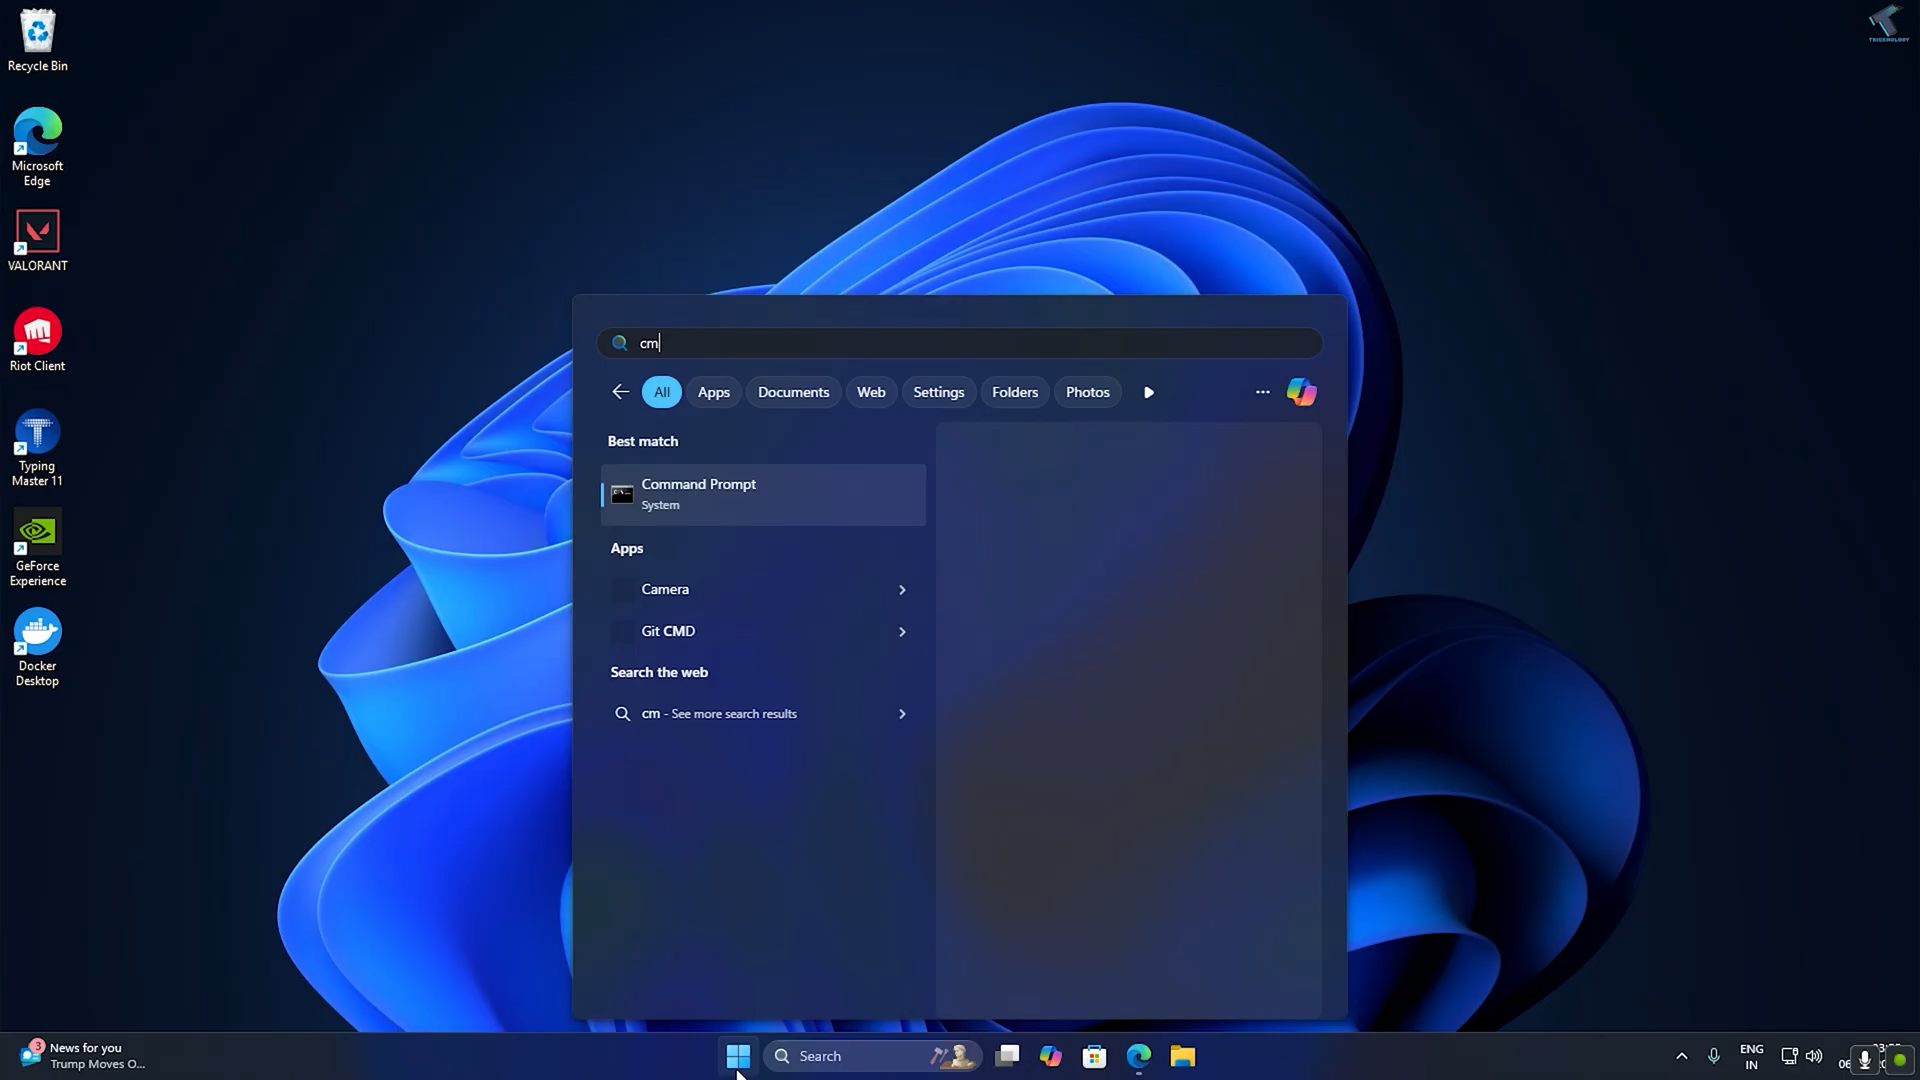 Recycle Bin
TRICKNOLOGY
Microsoft
Edge
VALORANT
Riot Client
Typing
Master 11
GeForce
Experience
Docker
Desktop
cm
All
Apps
Documents
Web
Settings
Folders
Photos
Best match
Command Prompt
System
Apps
Camera
Git CMD
Search the web
cm - See more search results
3
News for you
Trump Moves O...
Search
ENG
IN